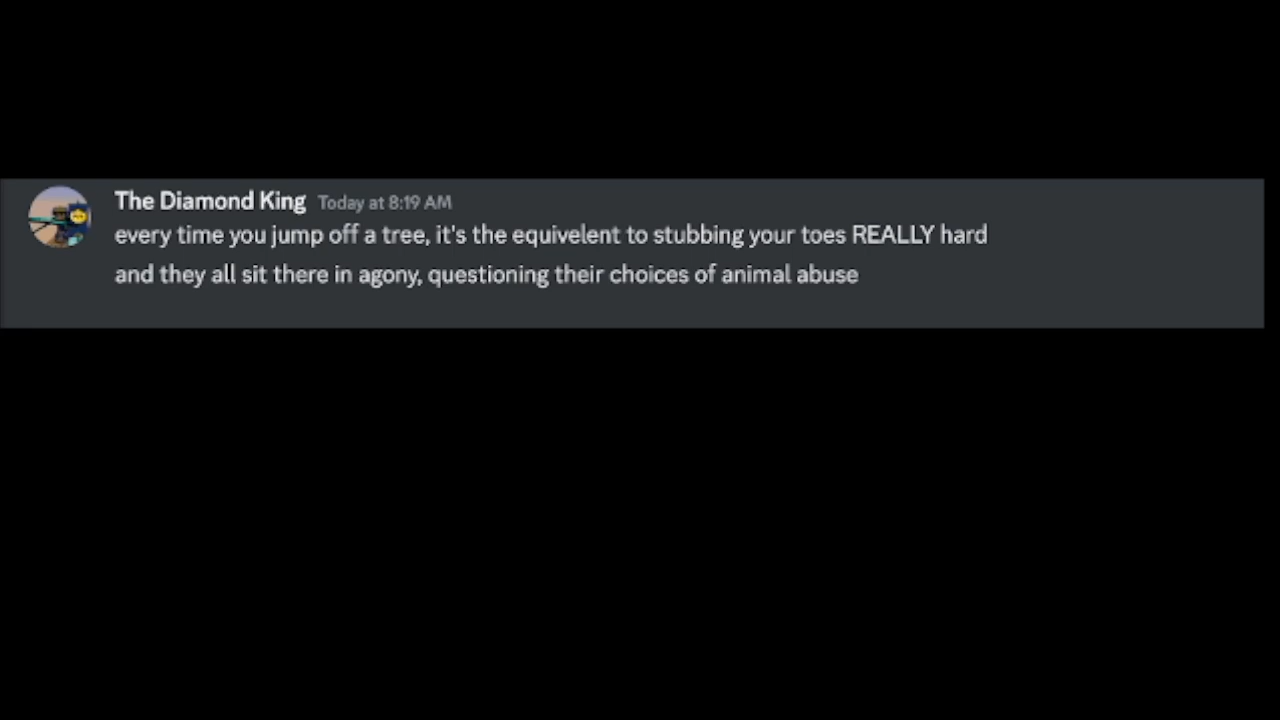 The Diamond King Today at 8:19 AM
every time you jump off a tree, it's the equivelent to stubbing your toes REALLY hard
and they all sit there in agony, questioning their choices of animal abuse